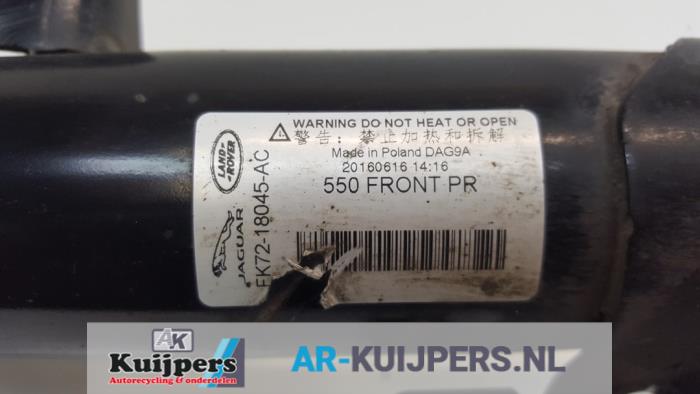 WARNING DO NOT HEAT OR OPEN
警告: 禁止加热和拆解
Made in Poland DAG9A
20160616 14:16
550 FRONT PR
LAND-
ROVER
JAGUAR
FK72-18045-AC
AK
Kuijpers
Autorecycling & onderdelen
AR-KUIJPERS.NL